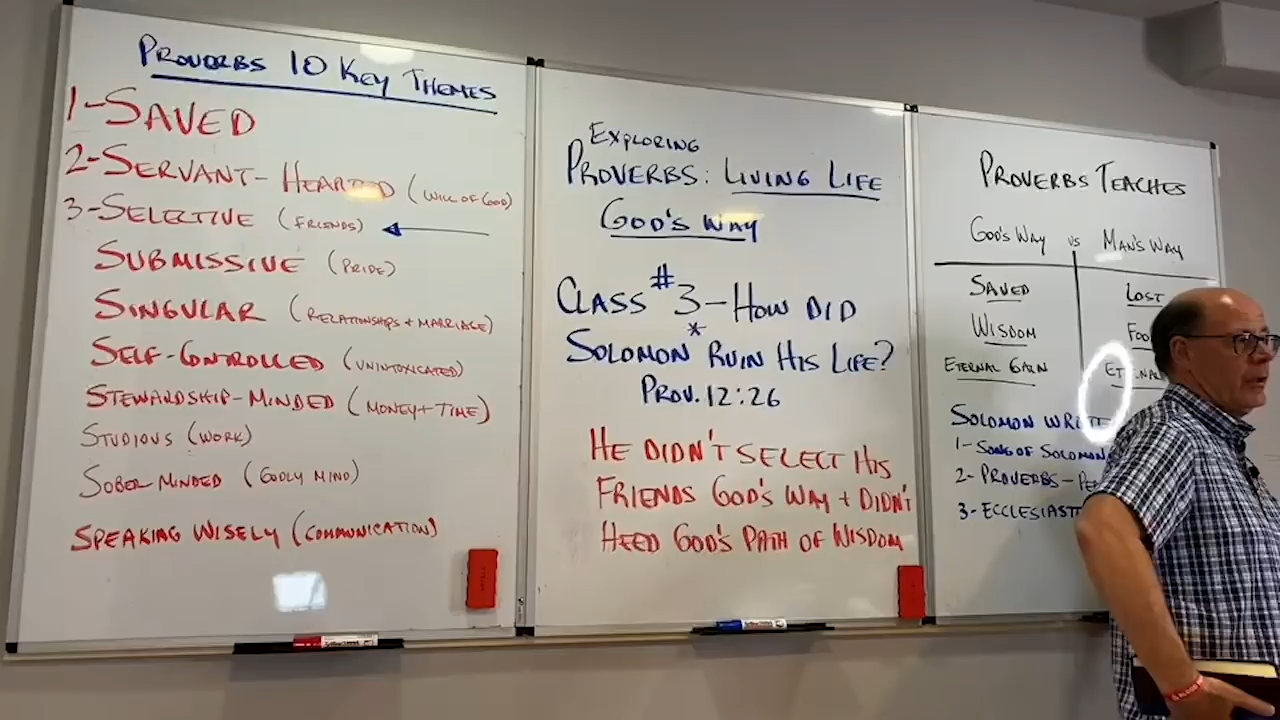 PROVERBS 10 KEY THEMES
1-SAVED
2-SERVANT-HEARTED (WILL OF GOD)
3-SELECTIVE (FRIENDS)
SUBMISSIVE (PRIDE)
SINGULAR (RELATIONSHIPS + MARRIAGE)
SELF-CONTROLLED (UNINTOXICATED)
STEWARDSHIP-MINDED (MONEY+TIME)
STUDIOUS (WORK)
SOBER MINDED (GODLY MIND)
SPEAKING WISELY (COMMUNICATION)
EXPLORING
PROVERBS: LIVING LIFE
GOD'S WAY
CLASS #3-HOW DID
SOLOMON* RUIN HIS LIFE?
PROV. 12:26
HE DIDN'T SELECT HIS
FRIENDS GOD'S WAY + DIDN'T
HEED GOD'S PATH OF WISDOM
PROVERBS TEACHES
GOD'S WAY VS MAN'S WAY
SAVED LOST
WISDOM FOO
ETERNAL GAIN
SOLOMON WROTE
1-SONG OF SOLOMON
2-PROVERBS-PE
3-ECCLESIAST